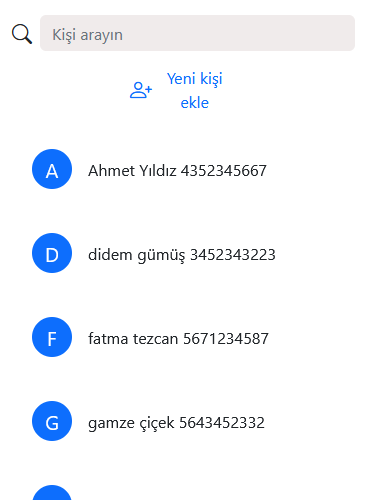 Kişi arayın
Yeni kişi
ekle
A
Ahmet Yıldız 4352345667
D
didem gümüş 3452343223
F
fatma tezcan 5671234587
G
gamze çiçek 5643452332